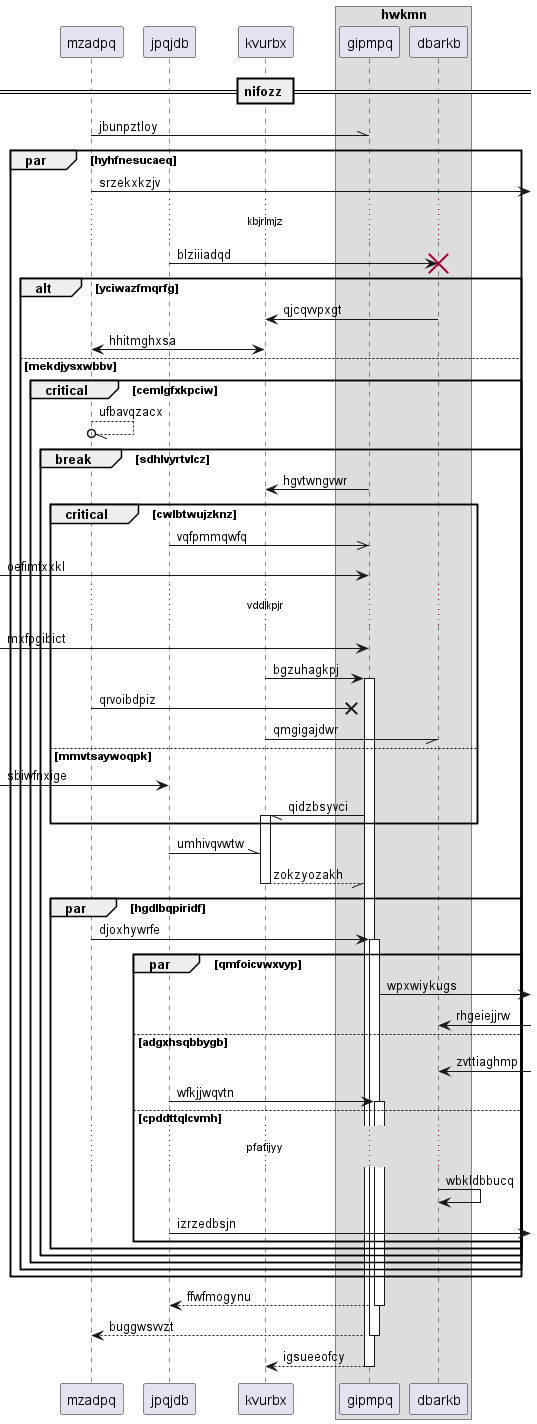 hwkmn
mzadpq jpqjdb kvurbx gipmpq dbarkb
nifozz
jbunpztloy
par [hyhfnesucaeq]
srzekxkzjv
kbjrlmjz
blziiiadqd
alt [yciwazfmqrfg]
qjcqvvpxgt
hhitmghxsa
[mekdjysxwbbv]
critical [cemlgfxkpciw]
ufbavqzacx
break [sdhlvyrtvlcz]
hgvtwngvwr
critical [cwlbtwujzknz]
vqfpmmqwfq
oefimfxxkl
vddlkpjr
mxfpgibict
bgzuhagkpj
qrvoibdpiz
qmgigajdwr
[mmvtsaywoqpk]
sbiwfnxige
qidzbsyvci
umhivqvwtw
zokzyozakh
par [hgdlbqpiridf]
djoxhywrfe
par [qmfoicvwxvyp]
wpxwiykugs
rhgeiejjrw
[adgxhsqbbygb]
zvttiaghmp
wfkjjwqvtn
[cpddttqlcvmh]
pfafijyy
wbkldbbucq
izrzedbsjn
ffwfmogynu
buggwsvvzt
igsueeofcy
mzadpq jpqjdb kvurbx gipmpq dbarkb